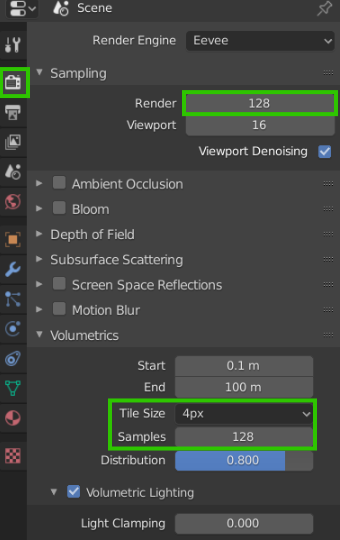 Scene
Render Engine Eevee
Sampling
Render 128
Viewport 16
Viewport Denoising
Ambient Occlusion
Bloom
Depth of Field
Subsurface Scattering
Screen Space Reflections
Motion Blur
Volumetrics
Start 0.1 m
End 100 m
Tile Size 4px
Samples 128
Distribution 0.800
Volumetric Lighting
Light Clamping 0.000